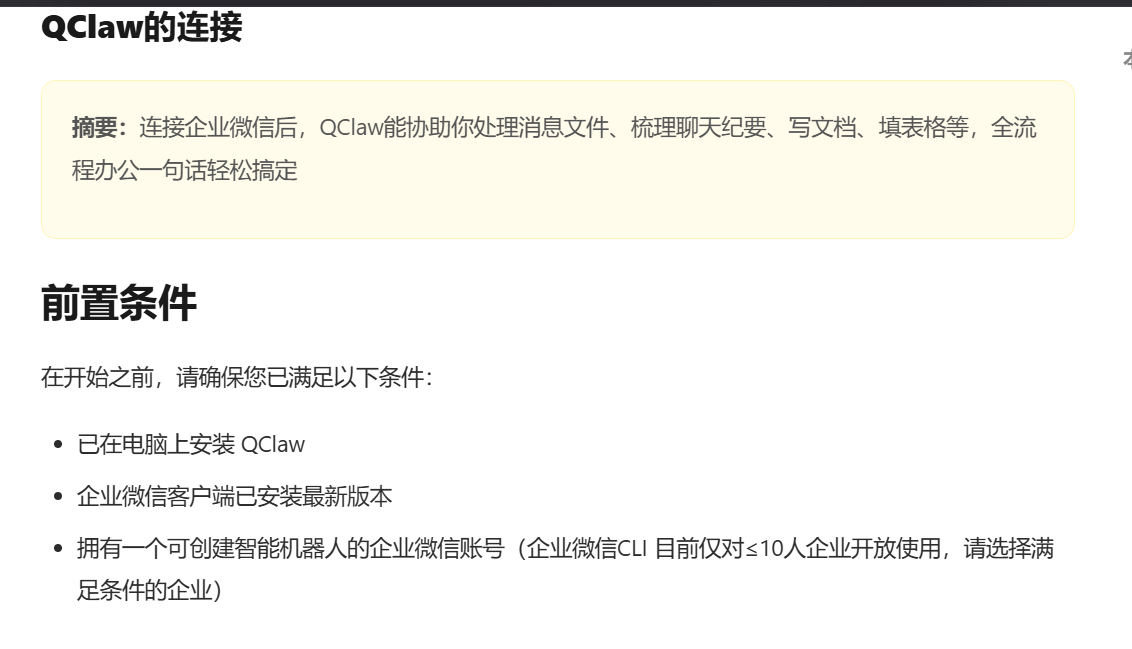 QClaw的连接
摘要：连接企业微信后，QClaw能协助你处理消息文件、梳理聊天纪要、写文档、填表格等，全流
程办公一句话轻松搞定
前置条件
在开始之前，请确保您已满足以下条件：
• 已在电脑上安装 QClaw
• 企业微信客户端已安装最新版本
• 拥有一个可创建智能机器人的企业微信账号（企业微信CLI 目前仅对≤10人企业开放使用，请选择满
足条件的企业）